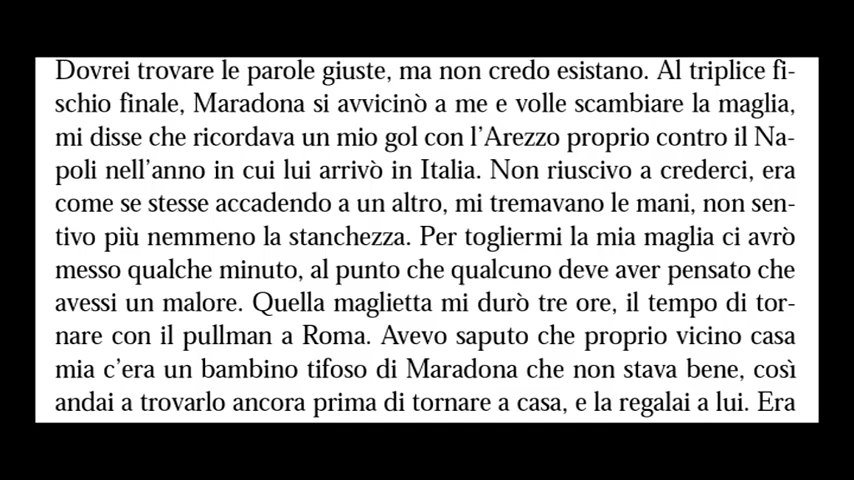 Dovrei trovare le parole giuste, ma non credo esistano. Al triplice fi-
schio finale, Maradona si avvicinò a me e volle scambiare la maglia,
mi disse che ricordava un mio gol con l'Arezzo proprio contro il Na-
poli nell'anno in cui lui arrivò in Italia. Non riuscivo a crederci, era
come se stesse accadendo a un altro, mi tremavano le mani, non sen-
tivo più nemmeno la stanchezza. Per togliermi la mia maglia ci avrò
messo qualche minuto, al punto che qualcuno deve aver pensato che
avessi un malore. Quella maglietta mi durò tre ore, il tempo di tor-
nare con il pullman a Roma. Avevo saputo che proprio vicino casa
mia c'era un bambino tifoso di Maradona che non stava bene, così
andai a trovarlo ancora prima di tornare a casa, e la regalai a lui. Era